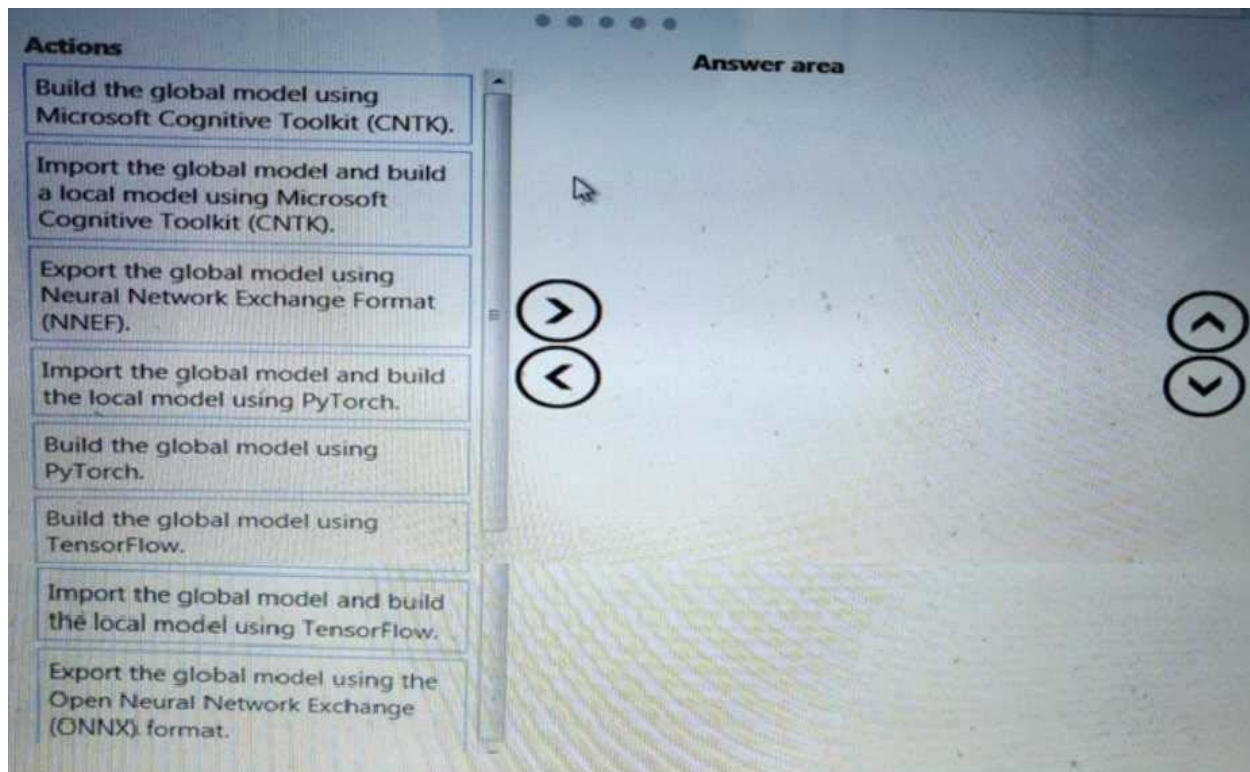 Actions
Answer area
Build the global model using
Microsoft Cognitive Toolkit (CNTK).
Import the global model and build
a local model using Microsoft
Cognitive Toolkit (CNTK).
Export the global model using
Neural Network Exchange Format
(NNEF).
Import the global model and build
the local model using PyTorch.
Build the global model using
PyTorch.
Build the global model using
TensorFlow.
Import the global model and build
the local model using TensorFlow.
Export the global model using the
Open Neural Network Exchange
(ONNX) format.